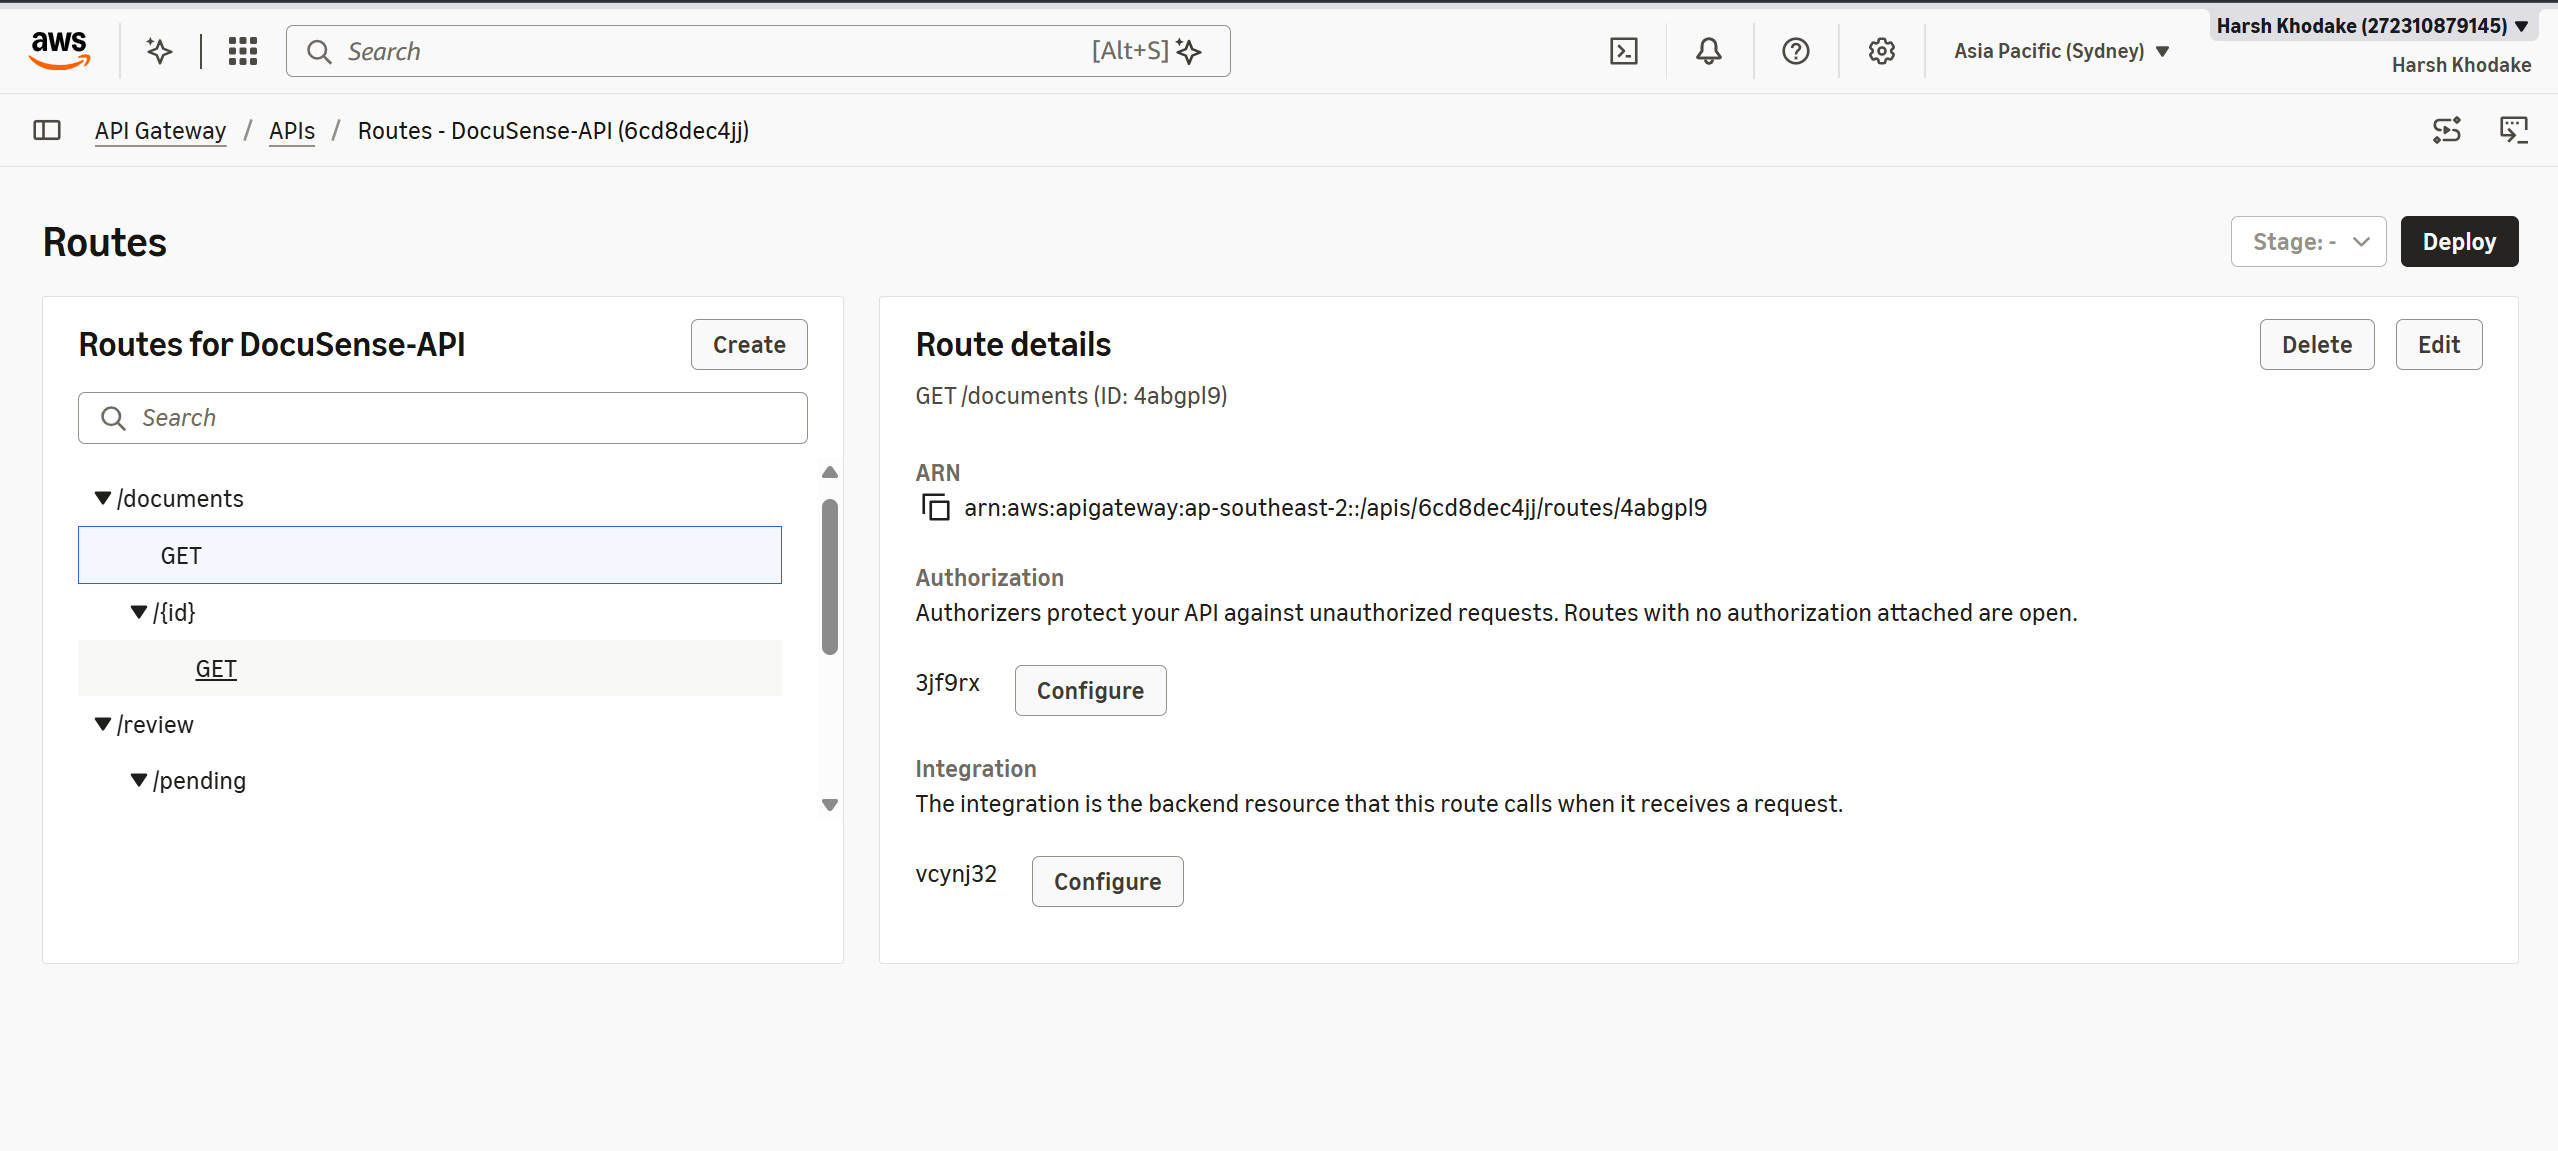 aws
Search
[Alt+S]
Asia Pacific (Sydney)
Harsh Khodake (272310879145)
Harsh Khodake
API Gateway / APIs / Routes - DocuSense-API (6cd8dec4jj)
Routes
Stage: -
Deploy
Routes for DocuSense-API
Create
Search
/documents
GET
/{id}
GET
/review
/pending
Route details
Delete
Edit
GET /documents (ID: 4abgpl9)
ARN
arn:aws:apigateway:ap-southeast-2::/apis/6cd8dec4jj/routes/4abgpl9
Authorization
Authorizers protect your API against unauthorized requests. Routes with no authorization attached are open.
3jf9rx
Configure
Integration
The integration is the backend resource that this route calls when it receives a request.
vcynj32
Configure